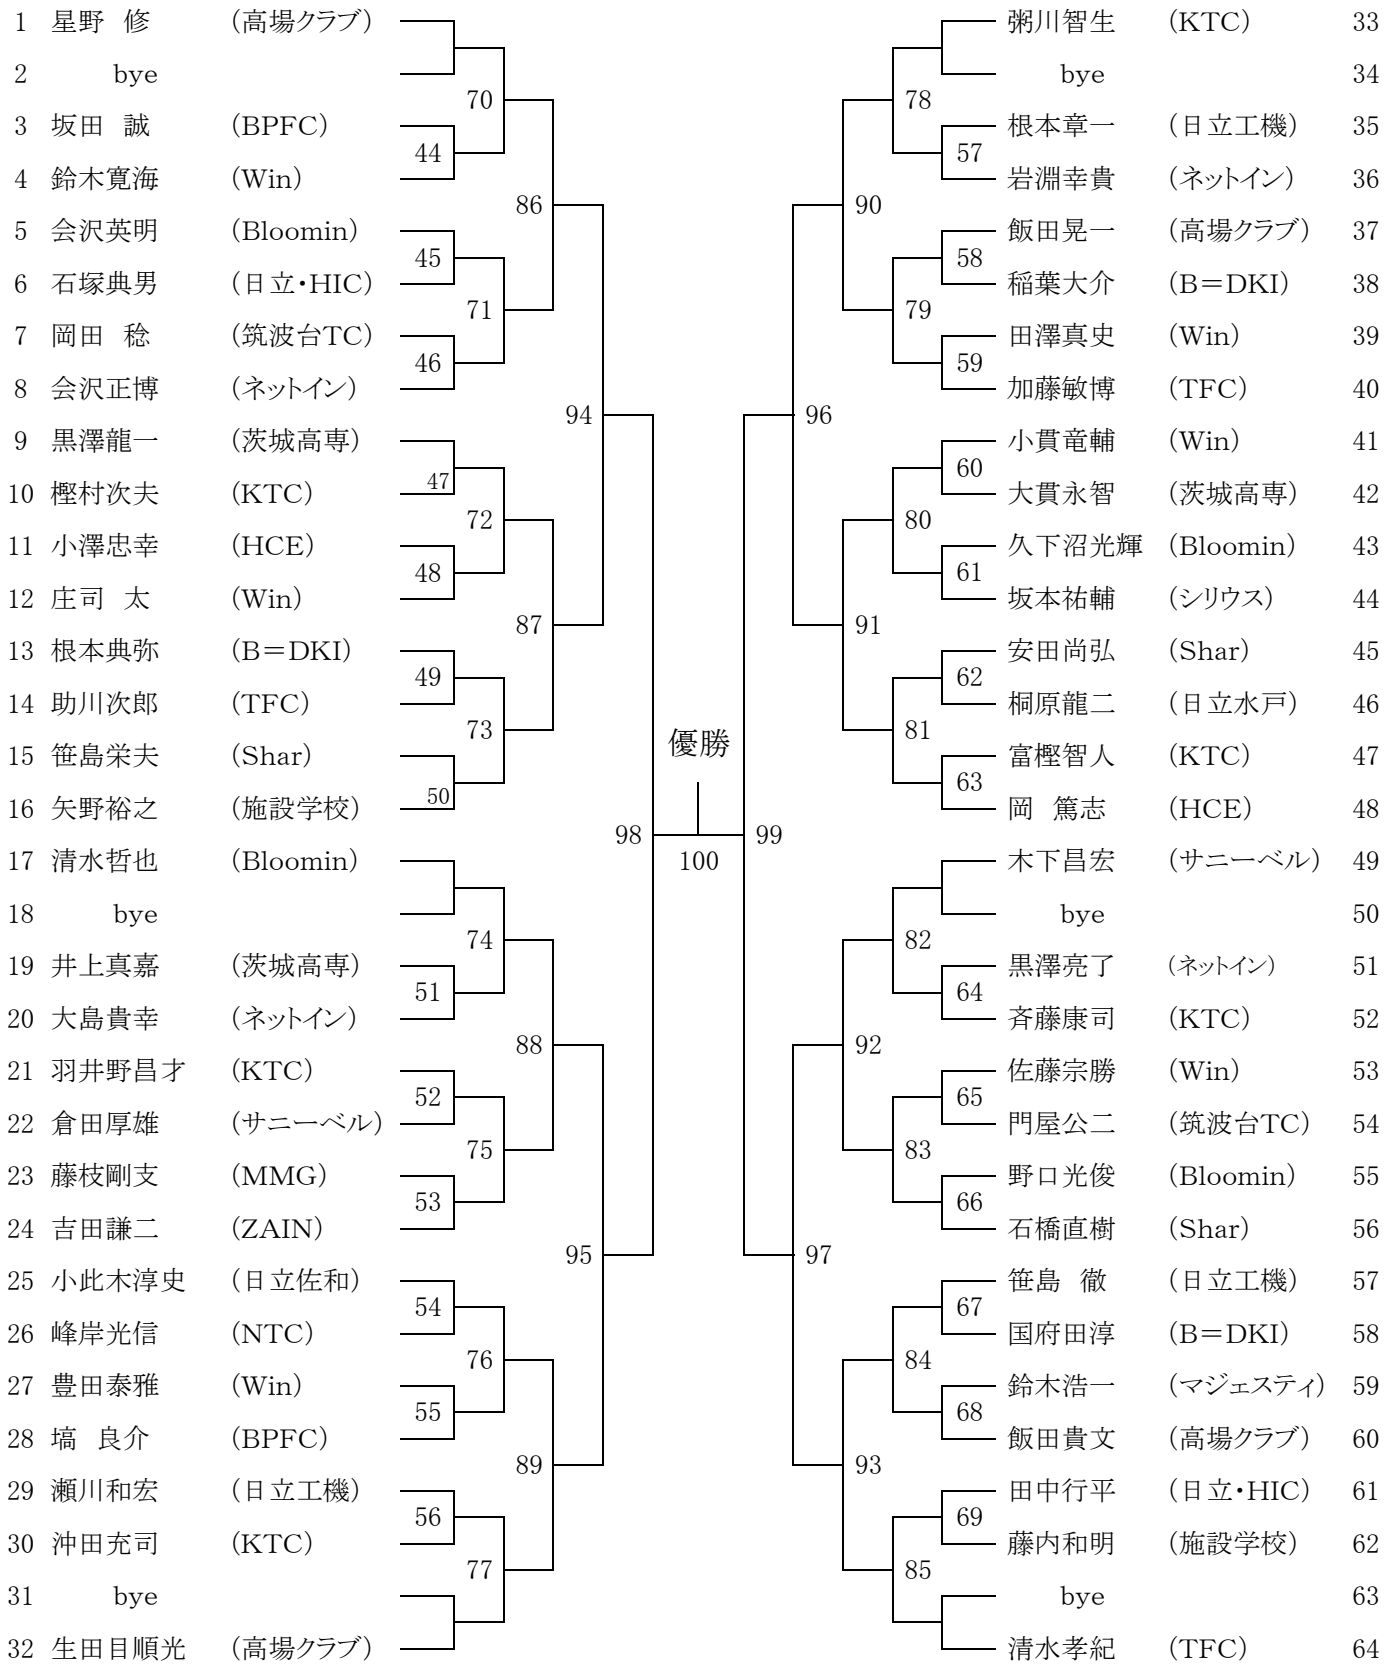 1 星野 修 (高場クラブ)
2 bye
70
3 坂田 誠 (BPFC)
44
4 鈴木寛海 (Win)
86
5 会沢英明 (Bloomin)
45
6 石塚典男 (日立・HIC)
71
7 岡田 稔 (筑波台TC)
46
8 会沢正博 (ネットイン)
94
9 黒澤龍一 (茨城高専)
47
10 樫村次夫 (KTC)
72
11 小澤忠幸 (HCE)
48
12 庄司 太 (Win)
87
13 根本典弥 (B=DKI)
49
14 助川次郎 (TFC)
73
15 笹島栄夫 (Shar)
50
16 矢野裕之 (施設学校)
98
17 清水哲也 (Bloomin)
18 bye
74
19 井上真嘉 (茨城高専)
51
20 大島貴幸 (ネットイン)
88
21 羽井野昌才 (KTC)
52
22 倉田厚雄 (サニーベル)
75
23 藤枝剛支 (MMG)
53
24 吉田謙二 (ZAIN)
95
25 小此木淳史 (日立佐和)
54
26 峰岸光信 (NTC)
76
27 豊田泰雅 (Win)
55
28 塙 良介 (BPFC)
89
29 瀬川和宏 (日立工機)
56
30 沖田充司 (KTC)
77
31 bye
32 生田目順光 (高場クラブ)
優勝
100
粥川智生 (KTC) 33
bye 34
78
根本章一 (日立工機) 35
57
岩淵幸貴 (ネットイン) 36
90
飯田晃一 (高場クラブ) 37
58
稲葉大介 (B=DKI) 38
79
田澤真史 (Win) 39
59
加藤敏博 (TFC) 40
96
小貫竜輔 (Win) 41
60
大貫永智 (茨城高専) 42
80
久下沼光輝 (Bloomin) 43
61
坂本祐輔 (シリウス) 44
91
安田尚弘 (Shar) 45
62
桐原龍二 (日立水戸) 46
81
富樫智人 (KTC) 47
63
岡 篤志 (HCE) 48
99
木下昌宏 (サニーベル) 49
bye 50
82
黒澤亮了 (ネットイン) 51
64
斉藤康司 (KTC) 52
92
佐藤宗勝 (Win) 53
65
門屋公二 (筑波台TC) 54
83
野口光俊 (Bloomin) 55
66
石橋直樹 (Shar) 56
97
笹島 徹 (日立工機) 57
67
国府田淳 (B=DKI) 58
84
鈴木浩一 (マジェスティ) 59
68
飯田貴文 (高場クラブ) 60
93
田中行平 (日立・HIC) 61
69
藤内和明 (施設学校) 62
85
bye 63
清水孝紀 (TFC) 64